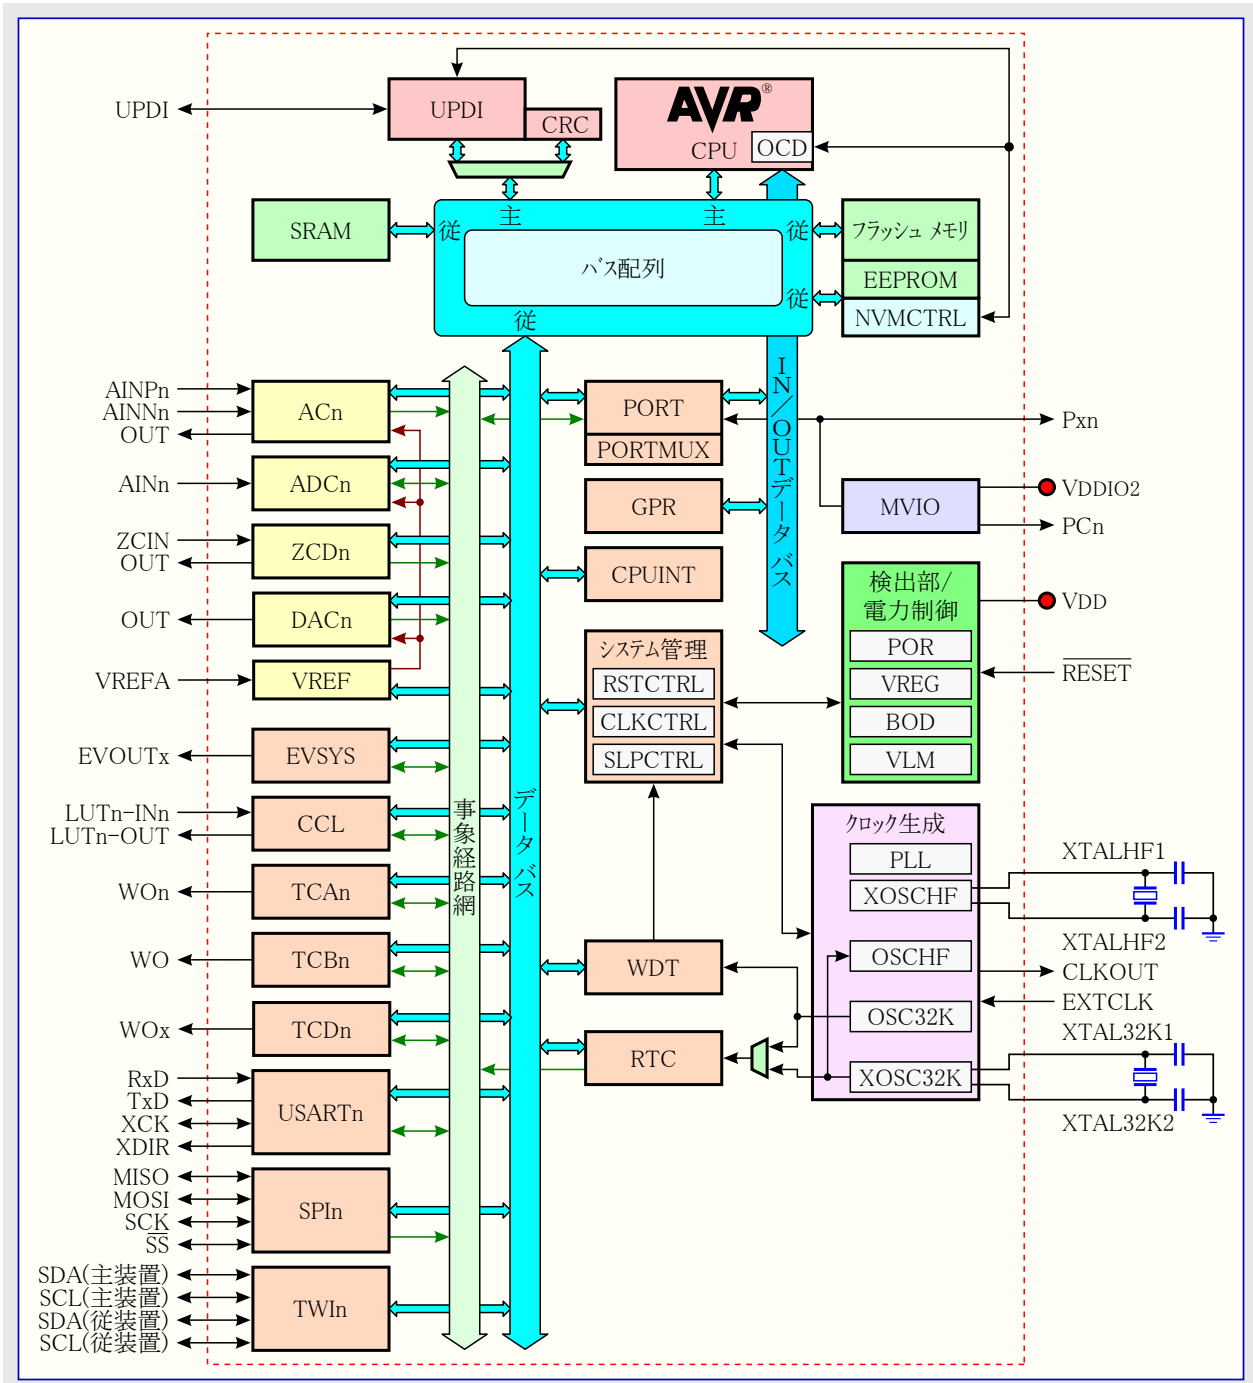 UPDI
UPDI
CRC
AVR®
CPU
OCD
SRAM
主
主
従
従
従
従
バス配列
フラッシュ メモリ
EEPROM
NVMCTRL
AINPn
AINNn
OUT
ACn
AINn
ADCn
ZCIN
OUT
ZCDn
OUT
DACn
VREFA
VREF
EVOUTx
EVSYS
LUTn-INn
LUTn-OUT
CCL
WOn
TCAn
WO
TCBn
WOx
TCDn
RxD
TxD
XCK
XDIR
USARTn
MISO
MOSI
SCK
SS
SPIn
SDA(主装置)
SCL(主装置)
SDA(従装置)
SCL(従装置)
TWIn
事象経路網
データ バス
IN/OUTデータ バス
PORT
PORTMUX
GPR
CPUINT
システム管理
RSTCTRL
CLKCTRL
SLPCTRL
WDT
RTC
Pxn
MVIO
VDDIO2
PCn
検出部/
電力制御
POR
VREG
BOD
VLM
VDD
RESET
クロック生成
PLL
XOSCHF
OSCHF
OSC32K
XOSC32K
XTALHF1
XTALHF2
CLKOUT
EXTCLK
XTAL32K1
XTAL32K2